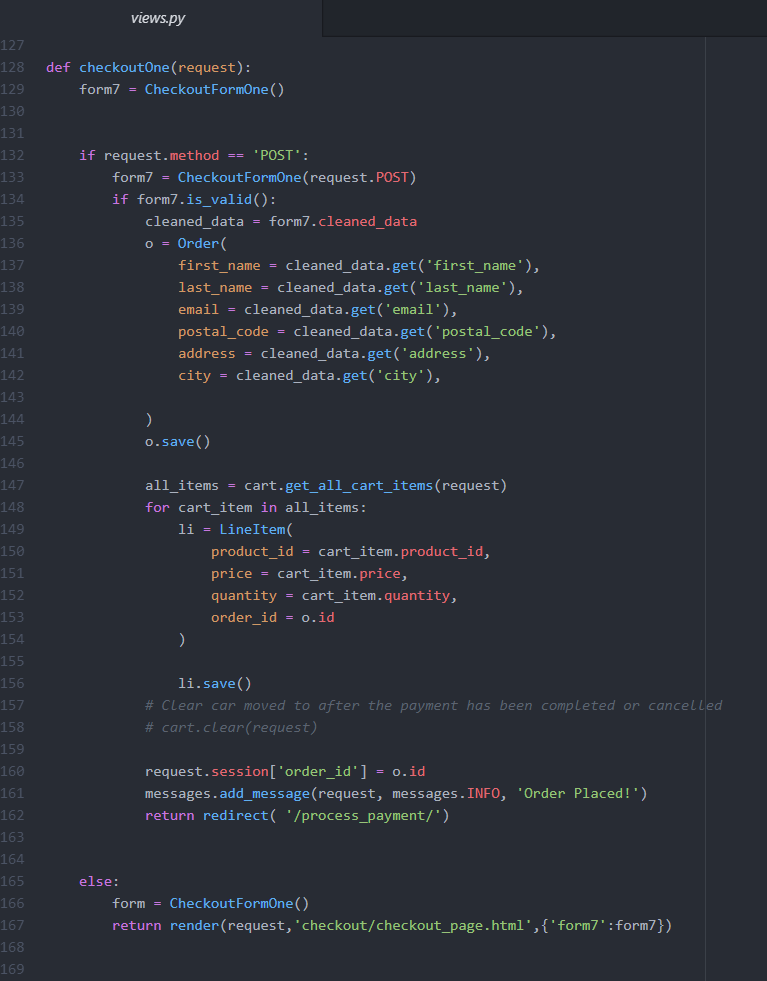 views.py
127
128 def checkoutOne(request):
129     form7 = CheckoutFormOne()
130
131
132     if request.method == 'POST':
133         form7 = CheckoutFormOne(request.POST)
134         if form7.is_valid():
135             cleaned_data = form7.cleaned_data
136             o = Order(
137                 first_name = cleaned_data.get('first_name'),
138                 last_name = cleaned_data.get('last_name'),
139                 email = cleaned_data.get('email'),
140                 postal_code = cleaned_data.get('postal_code'),
141                 address = cleaned_data.get('address'),
142                 city = cleaned_data.get('city'),
143
144             )
145             o.save()
146
147             all_items = cart.get_all_cart_items(request)
148             for cart_item in all_items:
149                 li = LineItem(
150                     product_id = cart_item.product_id,
151                     price = cart_item.price,
152                     quantity = cart_item.quantity,
153                     order_id = o.id
154                 )
155
156                 li.save()
157             # Clear car moved to after the payment has been completed or cancelled
158             # cart.clear(request)
159
160             request.session['order_id'] = o.id
161             messages.add_message(request, messages.INFO, 'Order Placed!')
162             return redirect( '/process_payment/')
163
164
165     else:
166         form = CheckoutFormOne()
167         return render(request,'checkout/checkout_page.html',{'form7':form7})
168
169